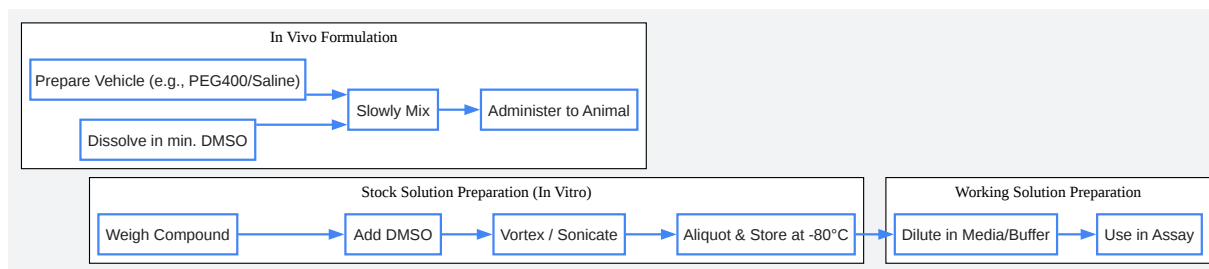 In Vivo Formulation
Prepare Vehicle (e.g., PEG400/Saline)
Slowly Mix
Administer to Animal
Dissolve in min. DMSO
Stock Solution Preparation (In Vitro)
Weigh Compound
Add DMSO
Vortex / Sonicate
Aliquot & Store at -80°C
Working Solution Preparation
Dilute in Media/Buffer
Use in Assay